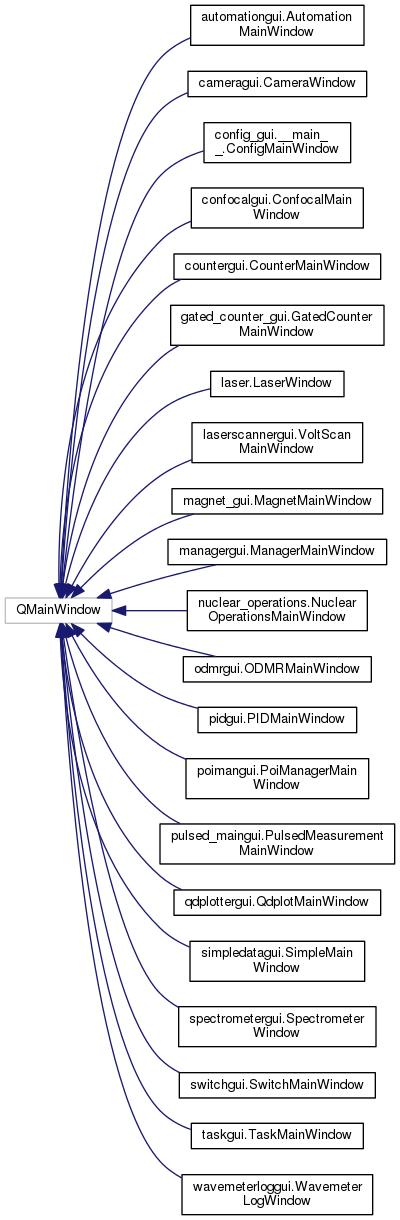 automationgui.Automation
MainWindow
cameragui.CameraWindow
config_gui.__main_
_.ConfigMainWindow
confocalgui.ConfocalMain
Window
countergui.CounterMainWindow
gated_counter_gui.GatedCounter
MainWindow
laser.LaserWindow
laserscannergui.VoltScan
MainWindow
magnet_gui.MagnetMainWindow
managergui.ManagerMainWindow
QMainWindow
nuclear_operations.Nuclear
OperationsMainWindow
odmrgui.ODMRMainWindow
pidgui.PIDMainWindow
poimangui.PoiManagerMain
Window
pulsed_maingui.PulsedMeasurement
MainWindow
qdplottergui.QdplotMainWindow
simpledatagui.SimpleMain
Window
spectrometergui.Spectrometer
Window
switchgui.SwitchMainWindow
taskgui.TaskMainWindow
wavemeterloggui.Wavemeter
LogWindow